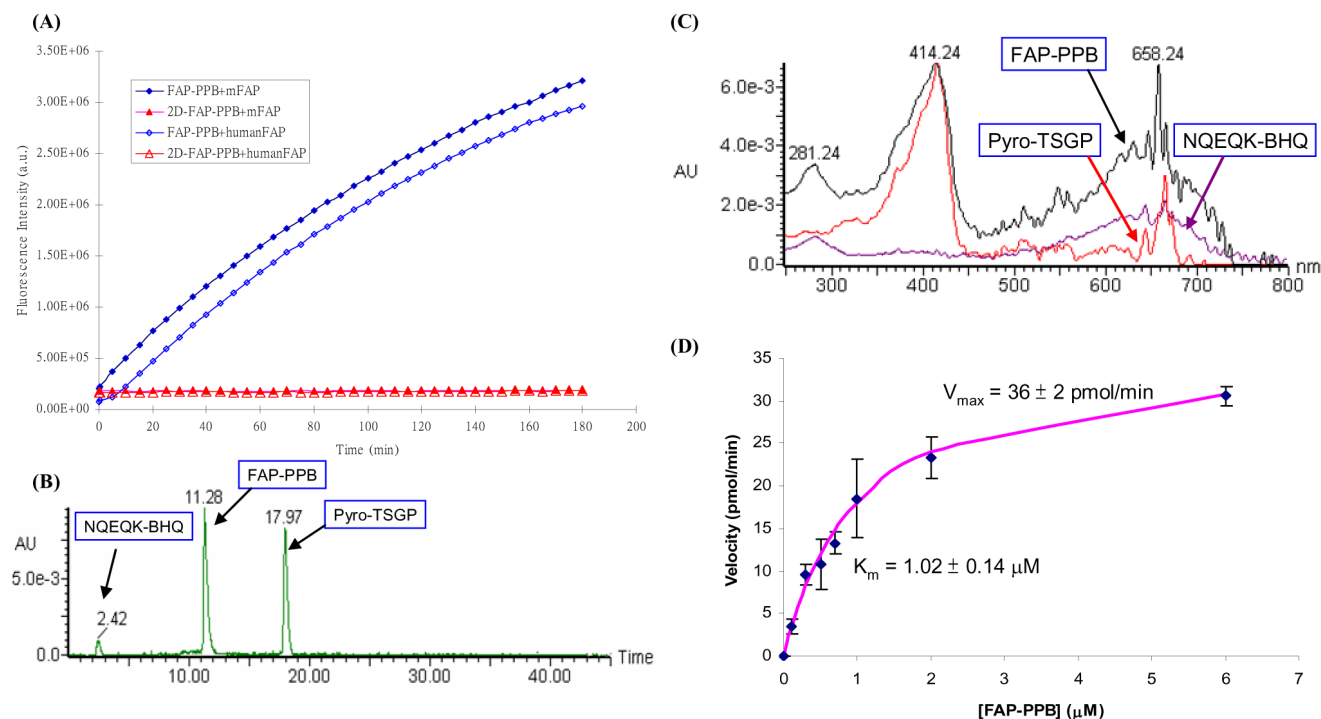 (A)
3.50E+06
3.00E+06
2.50E+06
2.00E+06
1.50E+06
1.00E+06
5.00E+05
0.00E+00
Fluorescence Intensity (a.u.)
FAP-PPB+mFAP
2D-FAP-PPB+mFAP
FAP-PPB+humanFAP
2D-FAP-PPB+humanFAP
0 20 40 60 80 100 120 140 160 180 200
Time (min)
(B)
NQEQK-BHQ
FAP-PPB
Pyro-TSGP
11.28
17.97
2.42
AU
5.0e-3
0.0
10.00 20.00 30.00 40.00
Time
(C)
414.24
FAP-PPB
658.24
6.0e-3
Pyro-TSGP
NQEQK-BHQ
4.0e-3
281.24
AU
2.0e-3
0.0
300 400 500 600 700 800
nm
(D)
35
30
25
20
15
10
5
0
Velocity (pmol/min)
Vmax = 36 ± 2 pmol/min
Km = 1.02 ± 0.14 μM
0 1 2 3 4 5 6 7
[FAP-PPB] (μM)